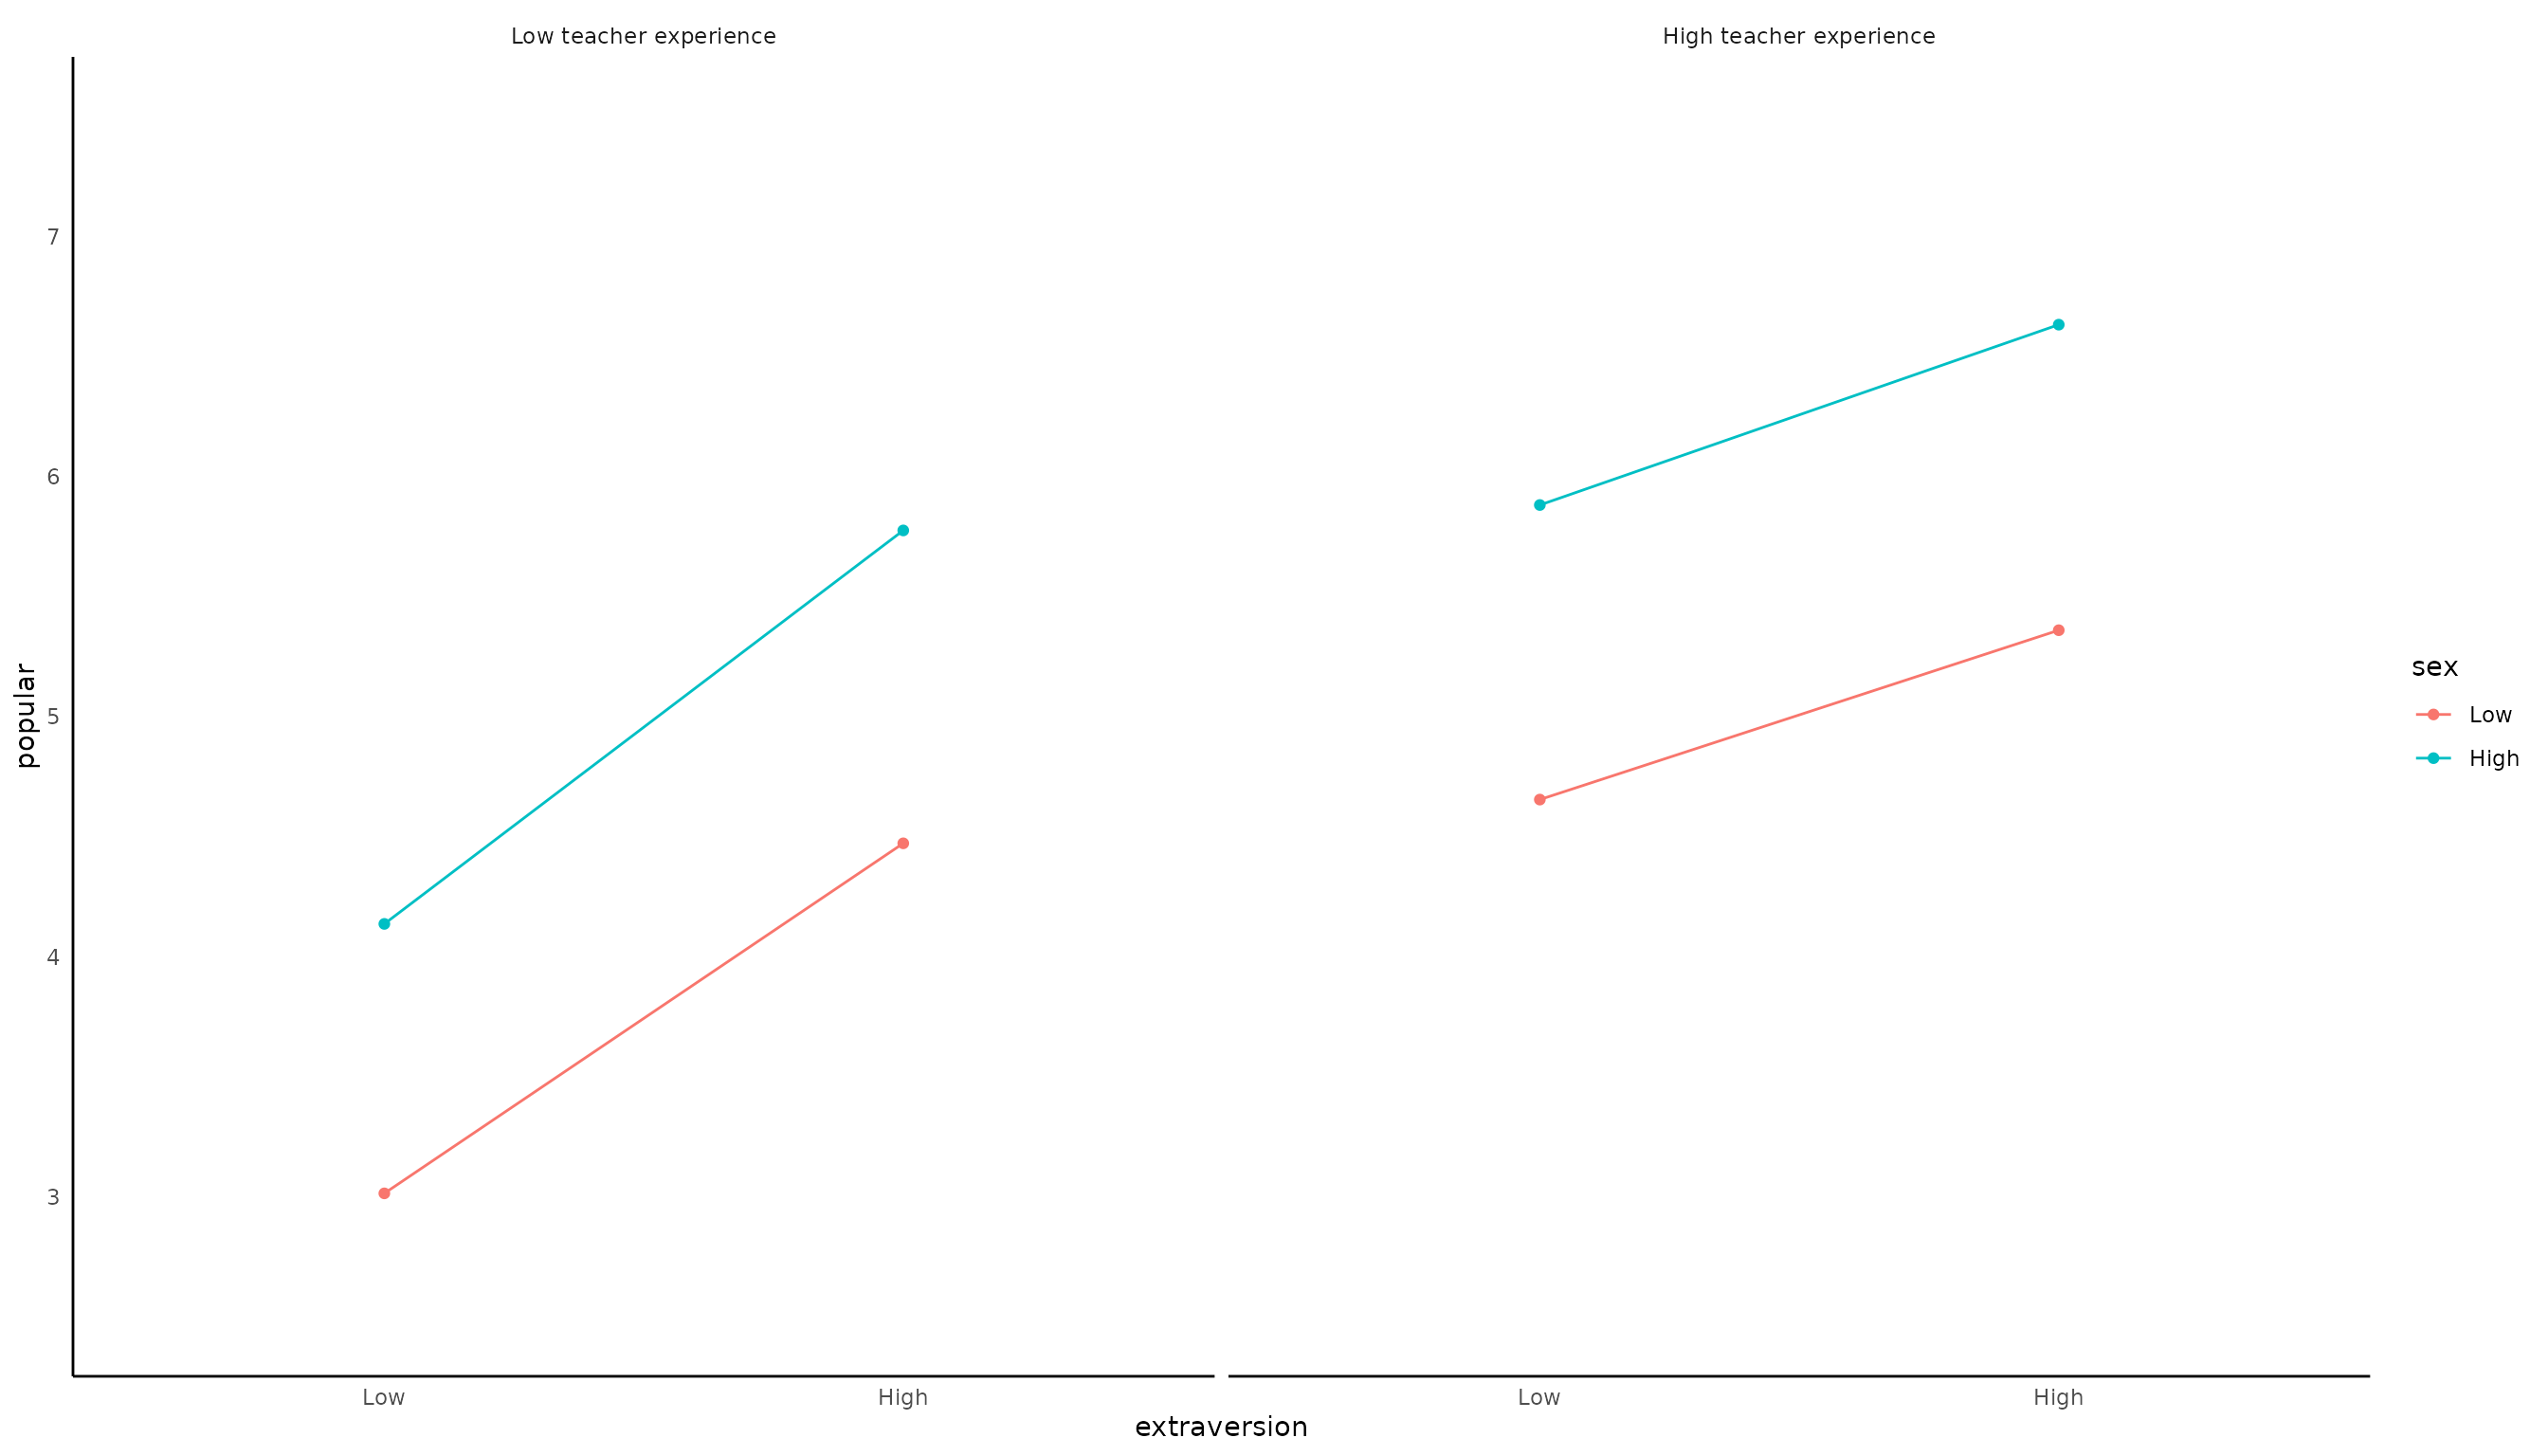 Low teacher experience
High teacher experience
popular
7
6
5
4
3
Low
High
Low
High
extraversion
sex
Low
High